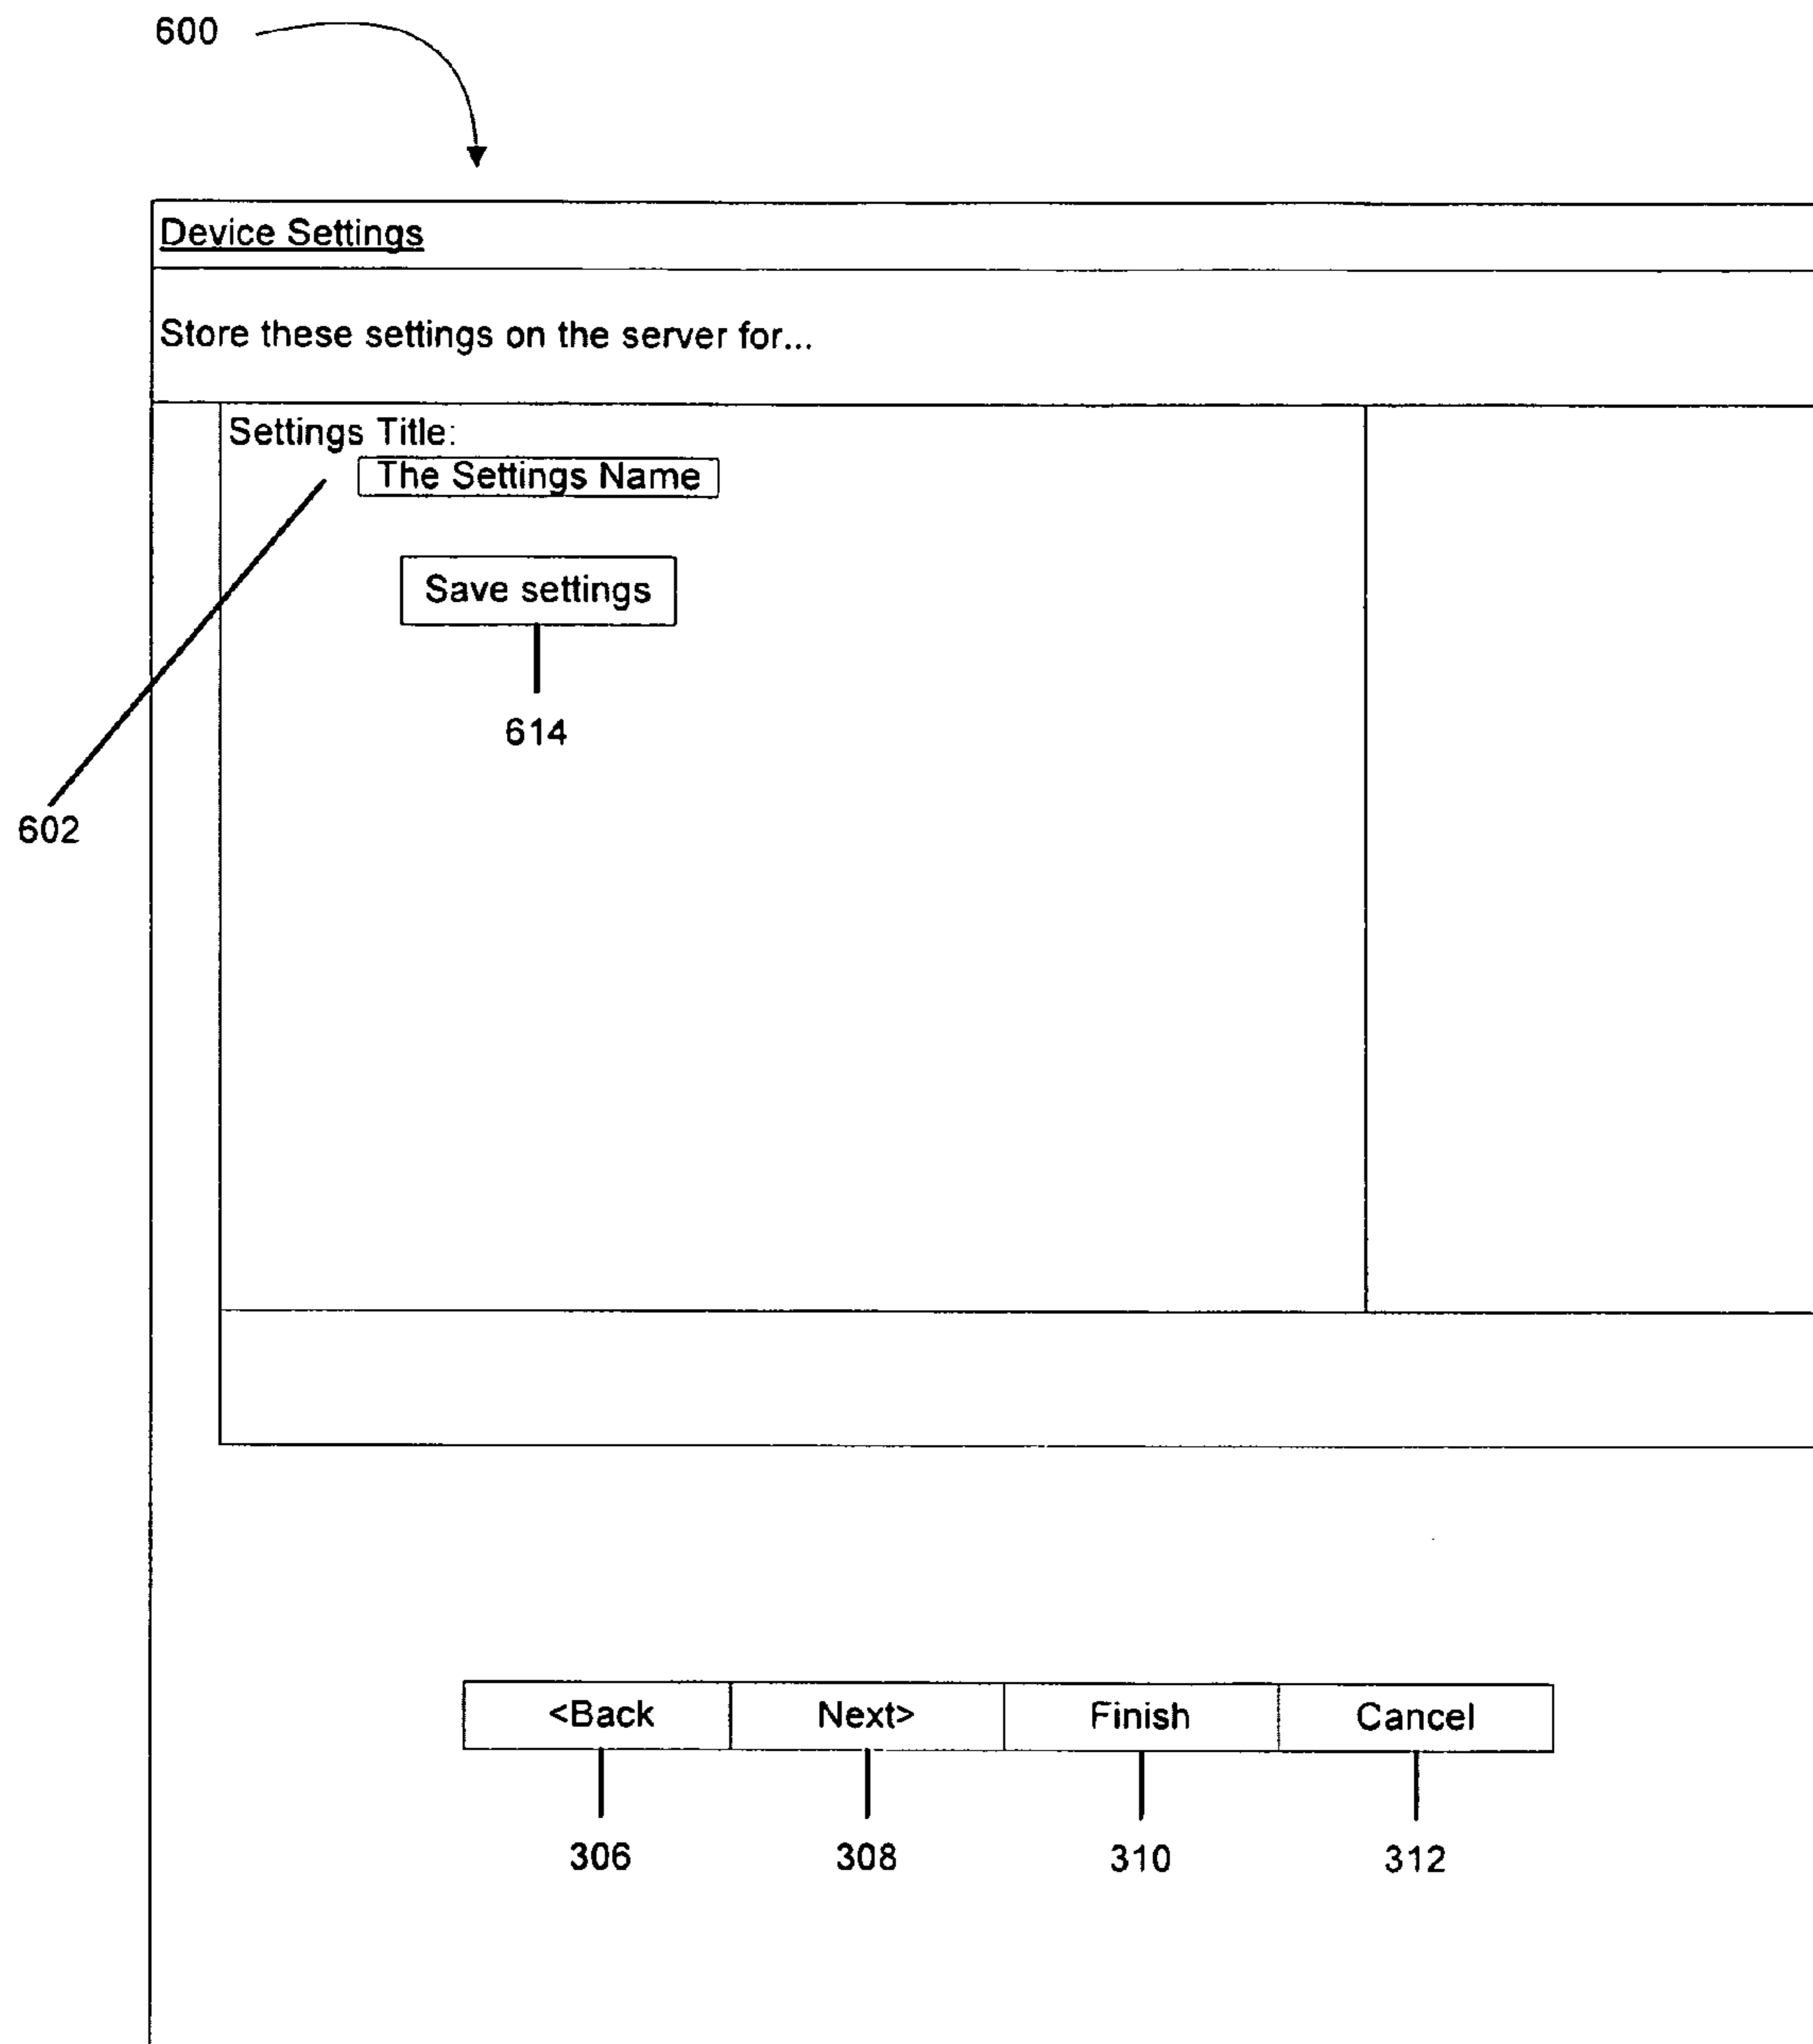 600
Device Settings
Store these settings on the server for...
Settings Title:
The Settings Name
Save settings
614
602
<Back Next> Finish Cancel
306 308 310 312